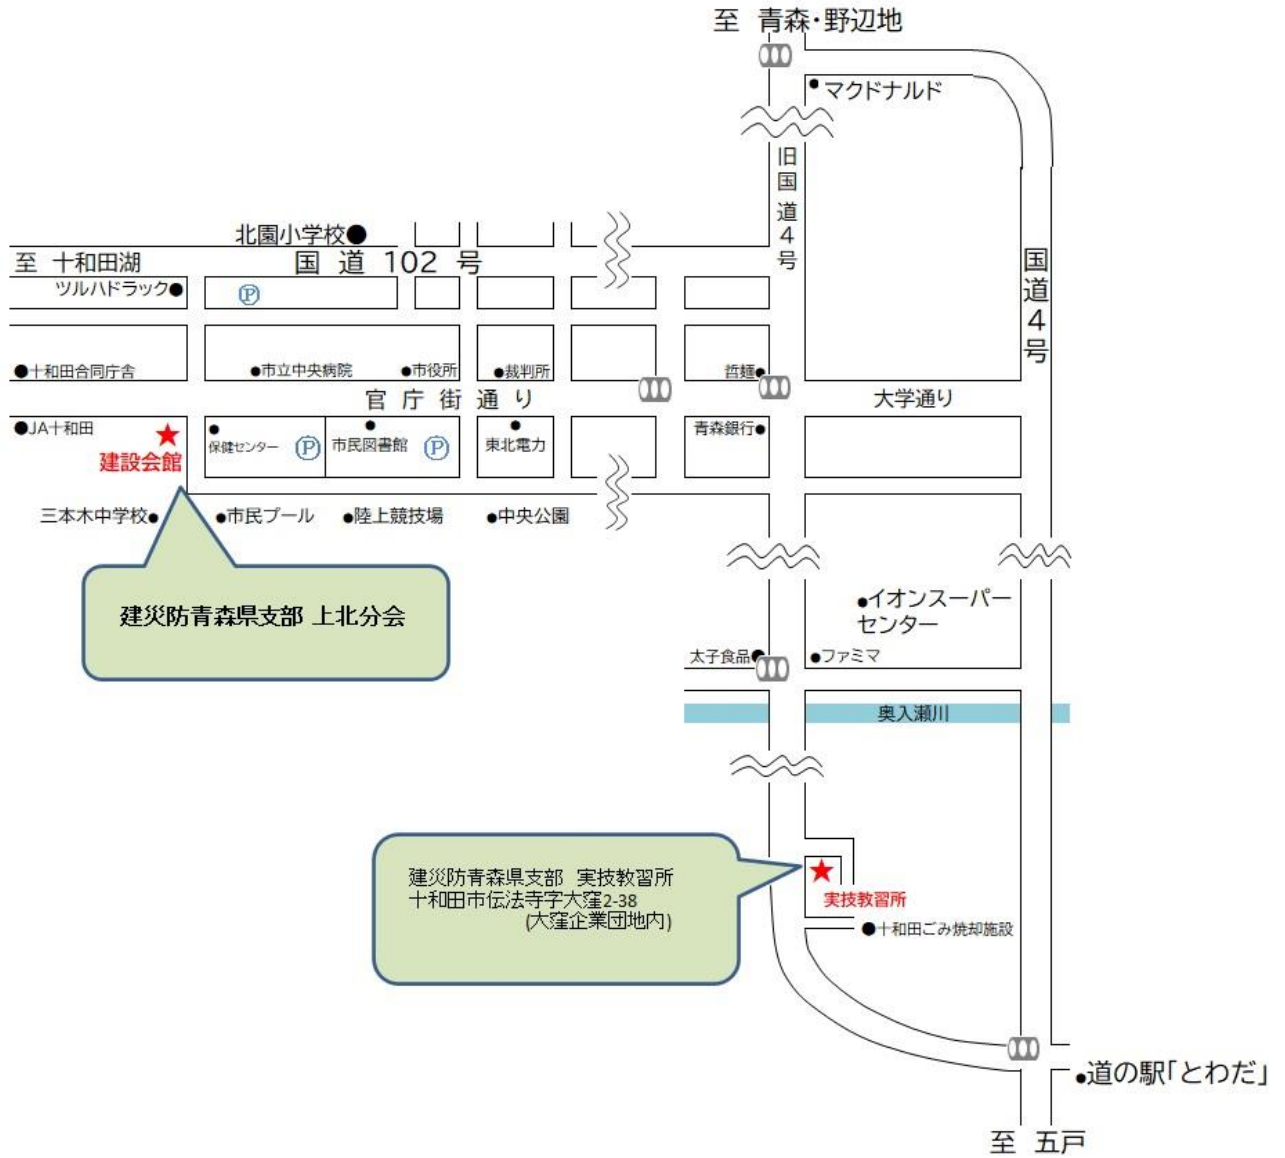 至 青森・野辺地
マクドナルド
旧国道4号
北園小学校
至 十和田湖
国道102号
国道4号
ツルハドラック
P
十和田合同庁舎
市立中央病院
市役所
裁判所
哲麺
官庁街通り
大学通り
JA十和田
建設会館
保健センター
P
市民図書館
P
東北電力
青森銀行
三本木中学校
市民プール
陸上競技場
中央公園
建災防青森県支部 上北分会
イオンスーパー
センター
太子食品
ファミマ
奥入瀬川
建災防青森県支部 実技教習所
十和田市伝法寺字大窪2-38
(大窪企業団地内)
実技教習所
十和田ごみ焼却施設
道の駅「とわだ」
至 五戸